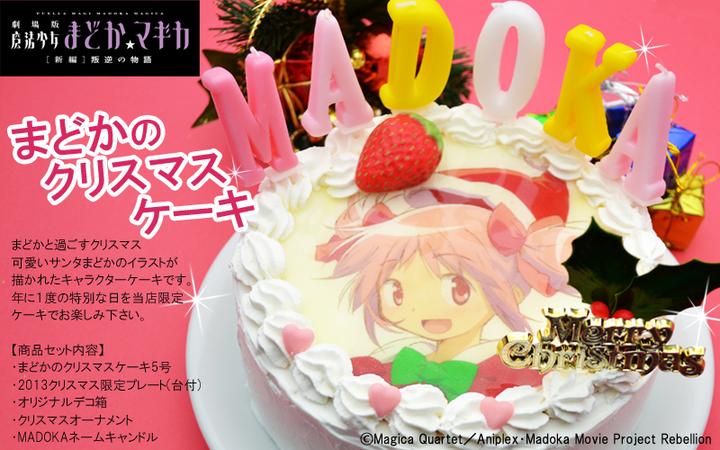 PUELLA MAGI MADOKA MAGICA
劇場版
魔法少女まどか☆マギカ
[新編]叛逆の物語
MADOKA
まどかの
クリスマス
ケーキ
まどかと過ごすクリスマス
可愛いサンタまどかのイラストが
描かれたキャラクターケーキです。
年に1度の特別な日を当店限定
ケーキでお楽しみ下さい。
【商品セット内容】
・まどかのクリスマスケーキ5号
・2013クリスマス限定プレート(台付)
・オリジナルデコ箱
・クリスマスオーナメント
・MADOKAネームキャンドル
Merry
Christmas
©Magica Quartet／Aniplex・Madoka Movie Project Rebellion